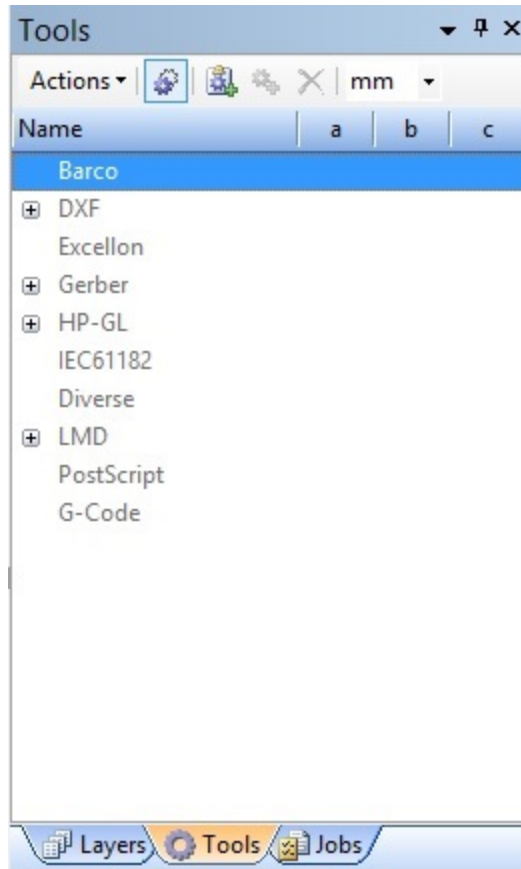 Tools
Actions mm
Name a b c
Barco
DXF
Excellon
Gerber
HP-GL
IEC61182
Diverse
LMD
PostScript
G-Code
Layers Tools Jobs